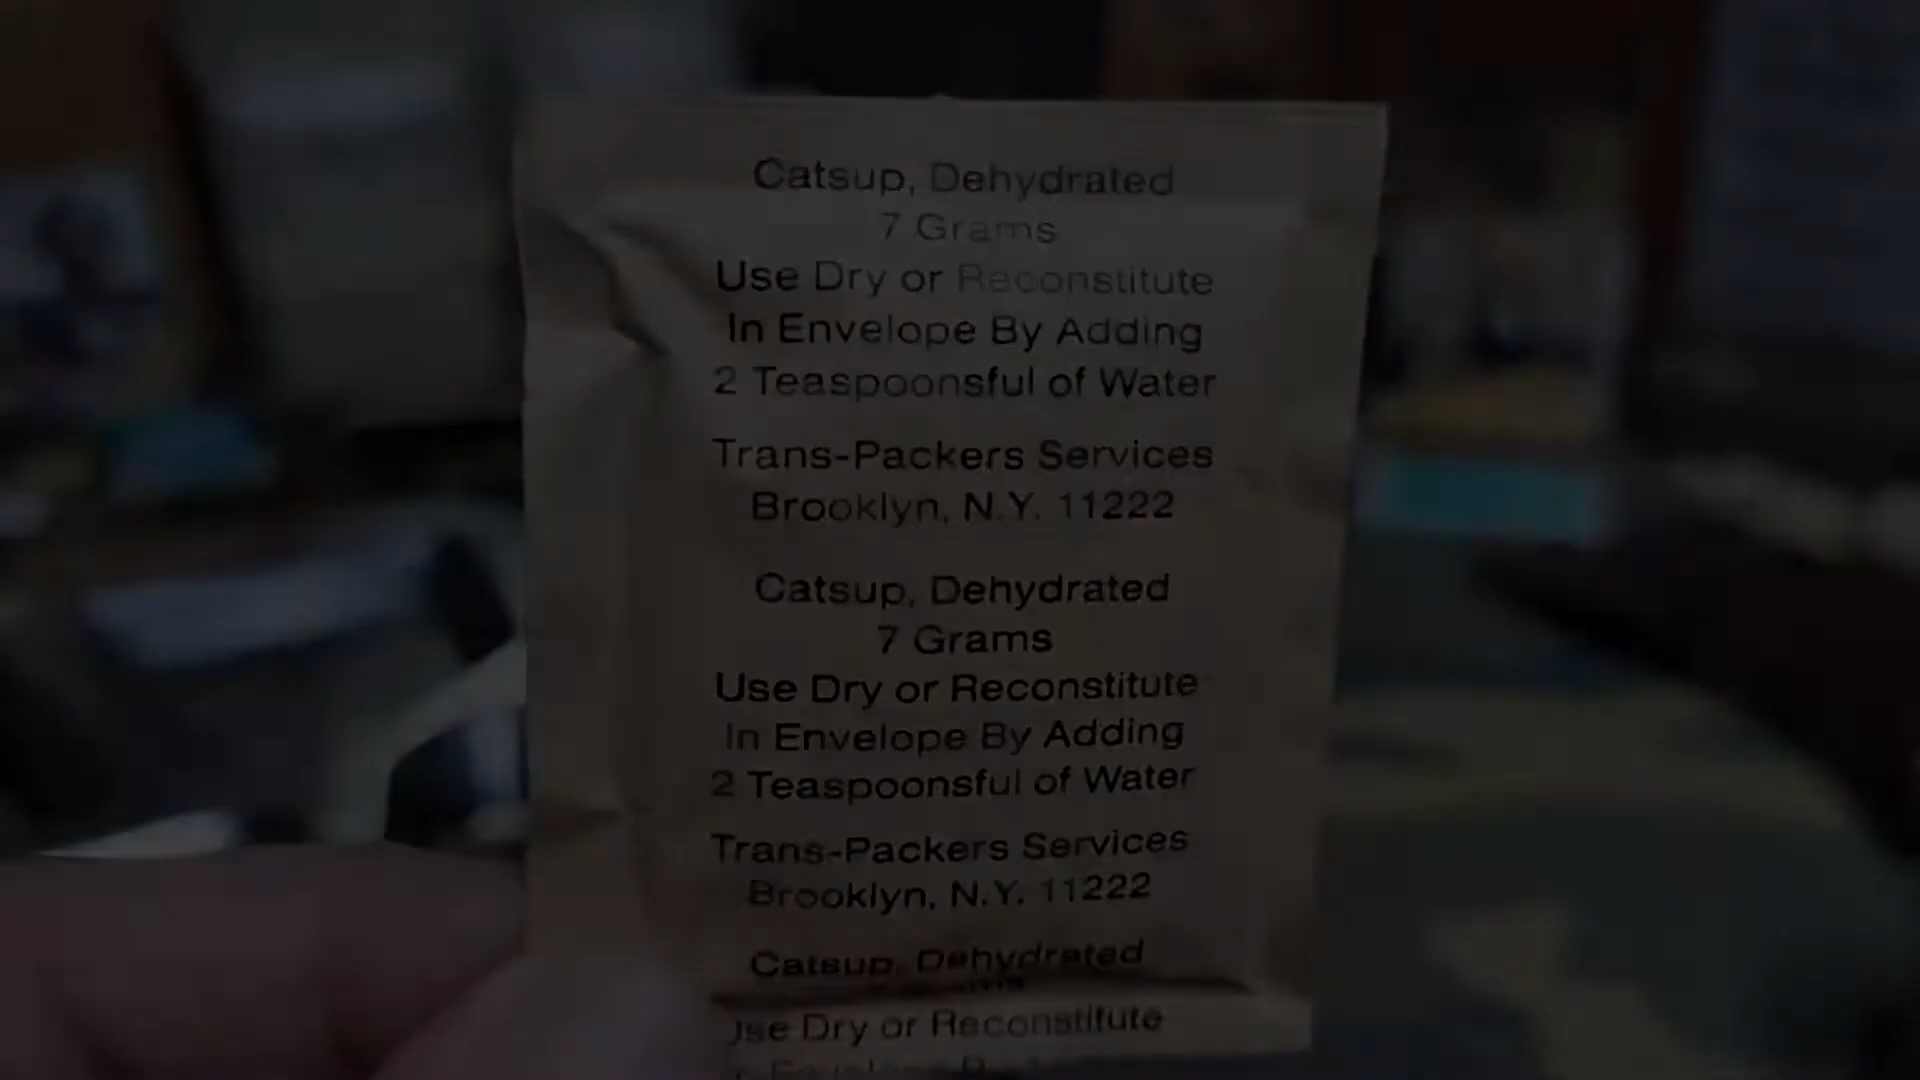 Catsup, Dehydrated
7 Grams
Use Dry or Reconstitute
In Envelope By Adding
2 Teaspoonsful of Water
Trans-Packers Services
Brooklyn, N.Y. 11222
Catsup, Dehydrated
7 Grams
Use Dry or Reconstitute
In Envelope By Adding
2 Teaspoonsful of Water
Trans-Packers Services
Brooklyn, N.Y. 11222
Catsup, Dehydrated
Use Dry or Reconstitute